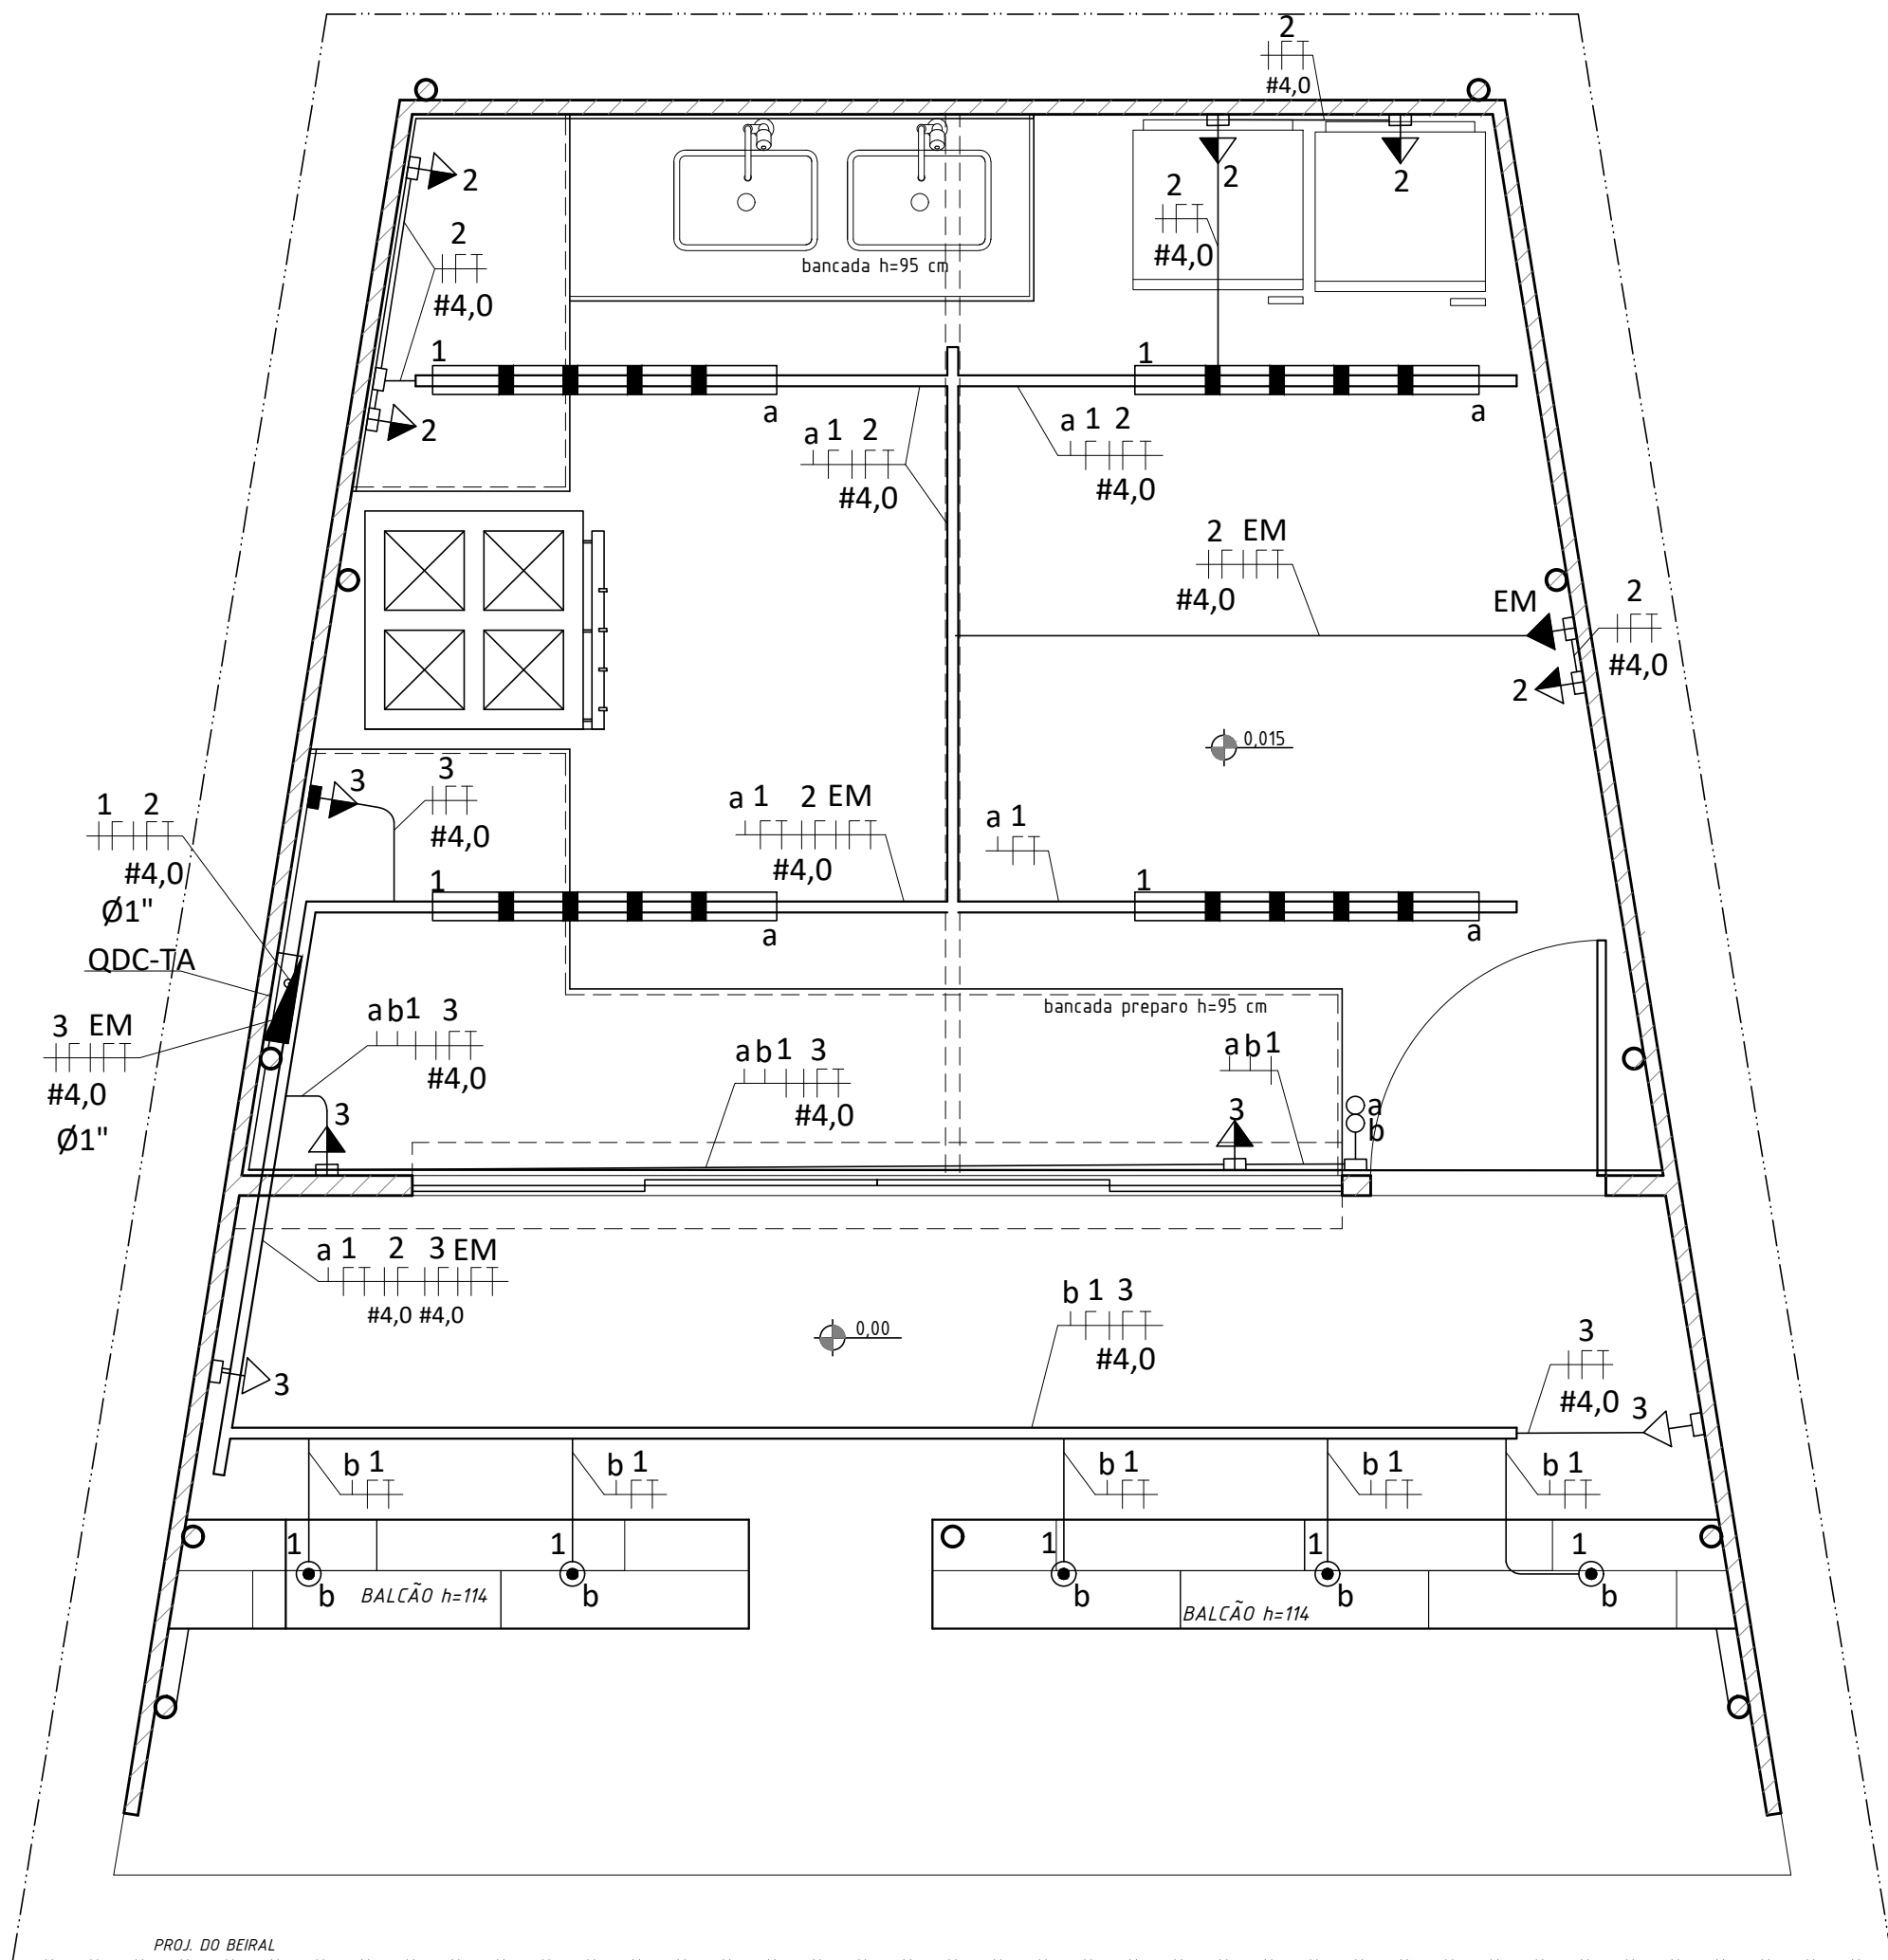 2
#4,0
2
2
#4,0
2
#4,0
2
2
bancada h=95 cm
1
a
2
a 1 2
#4,0
1
a
a 1 2
#4,0
2 EM
#4,0
EM
2
#4,0
2
0,015
3
3
#4,0
1 2
#4,0
Ø1"
a 1 2 EM
#4,0
a 1
1
a
1
a
QDC-TA
3 EM
#4,0
Ø1"
a b 1 3
#4,0
3
bancada preparo h=95 cm
a b 1 3
#4,0
a b 1
3
a
b
a 1 2 3 EM
#4,0 #4,0
0,00
b 1 3
#4,0
3
#4,0
3
3
b 1
b 1
b 1
b 1
b 1
1
b
1
b
1
b
1
b
1
b
BALCÃO h=114
BALCÃO h=114
PROJ. DO BEIRAL